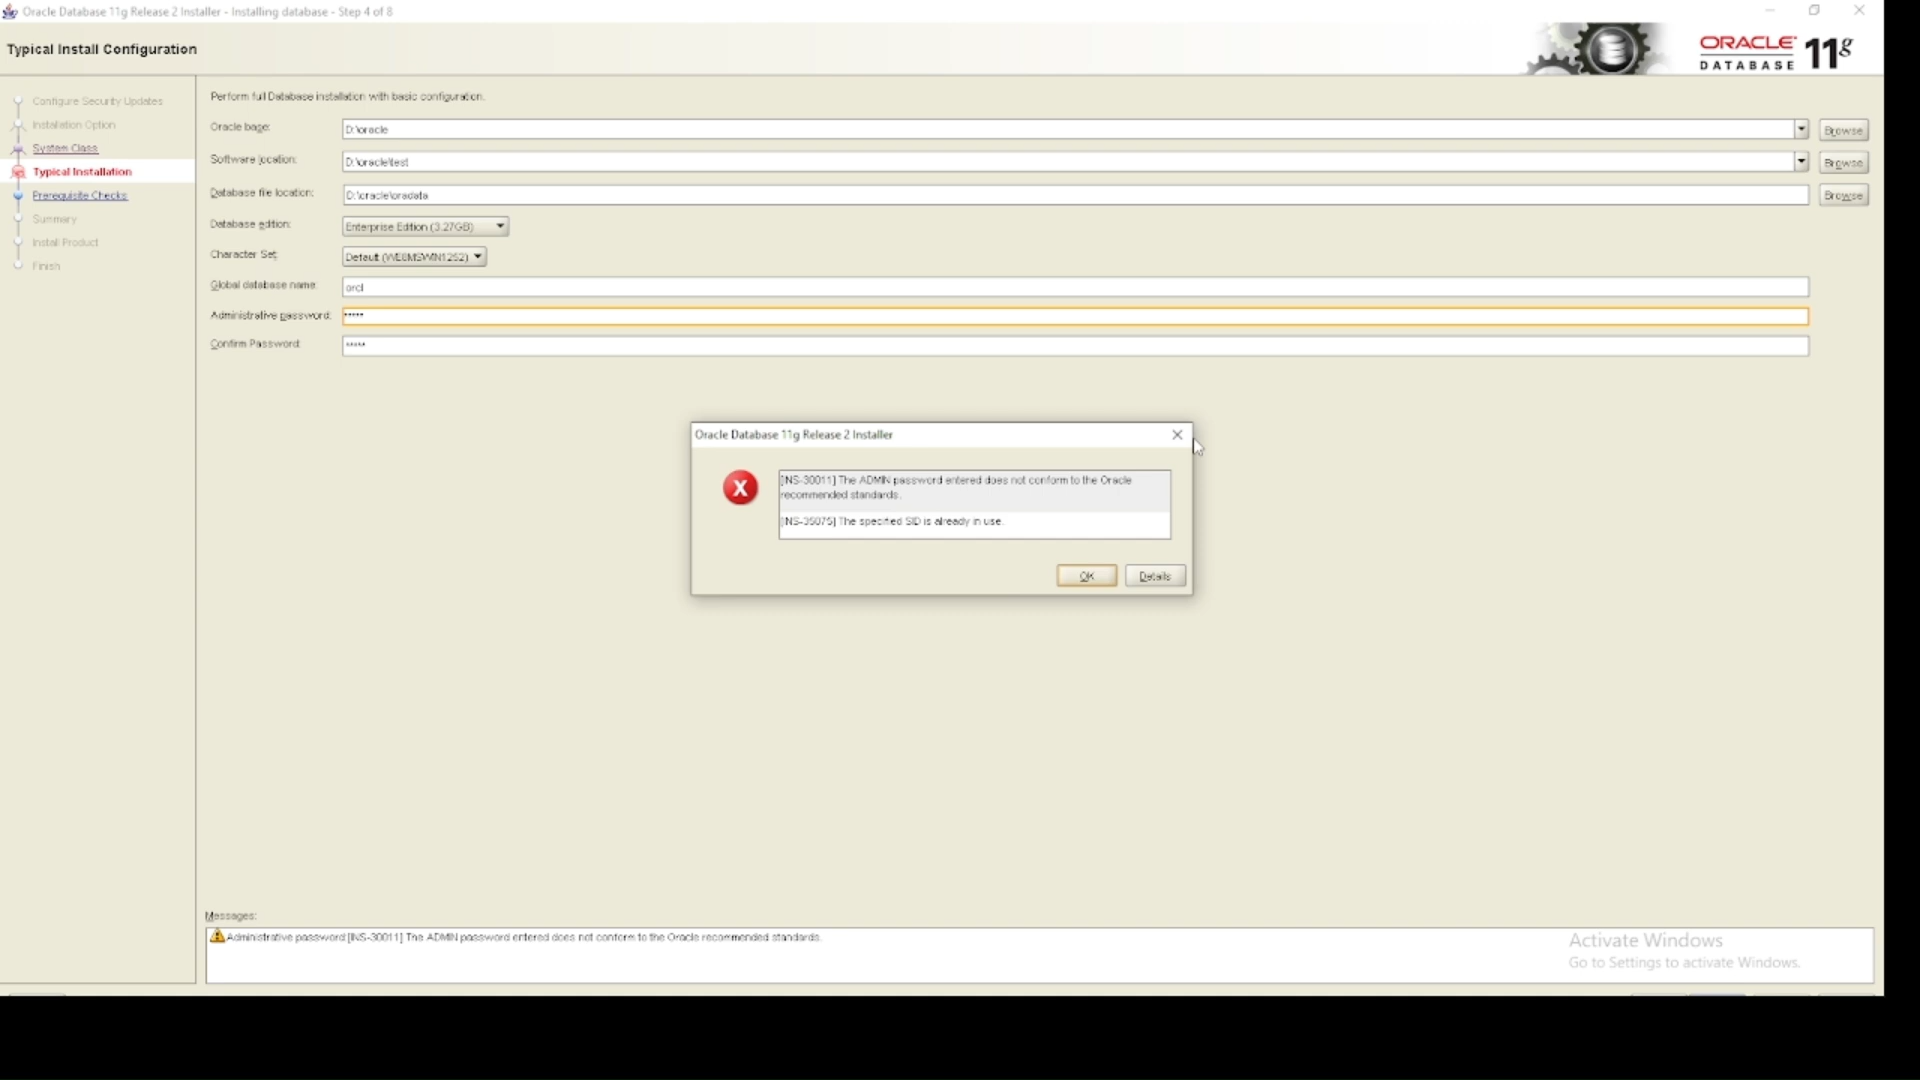 Oracle Database 11g Release 2 Installer - Installing database - Step 4 of 8
Typical Install Configuration
ORACLE
DATABASE
11g
Configure Security Updates
Installation Option
System Class
Typical Installation
Prerequisite Checks
Summary
Install Product
Finish
Perform full Database installation with basic configuration.
Oracle base: D:\oracle Browse
Software location: D:\oracle\test Browse
Database file location: D:\oracle\oradata Browse
Database edition: Enterprise Edition (3.27GB)
Character Set: Default (WE8MSWIN1252)
Global database name: orcl
Administrative password: •••••
Confirm Password: •••••
Oracle Database 11g Release 2 Installer
[INS-30011] The ADMIN password entered does not conform to the Oracle
recommended standards.
[INS-35075] The specified SID is already in use.
OK Details
Messages:
Administrative password:[INS-30011] The ADMIN password entered does not conform to the Oracle recommended standards.
Activate Windows
Go to Settings to activate Windows.